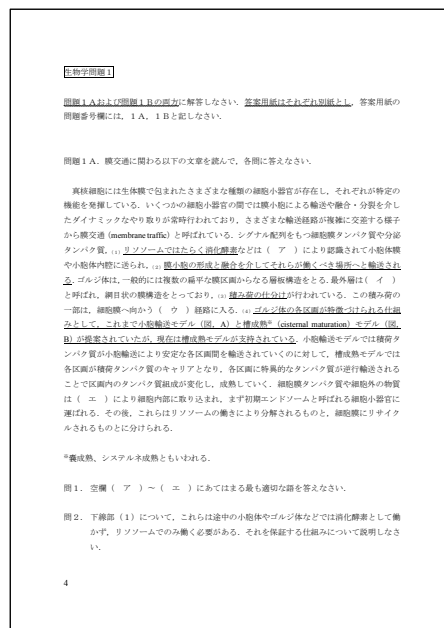 生物学問題１
問題１Ａおよび問題１Ｂの両方に解答しなさい．答案用紙はそれぞれ別紙とし，答案用紙の
問題番号欄には，１Ａ，１Ｂと記しなさい．
問題１Ａ．膜交通に関わる以下の文章を読んで，各問に答えなさい．
真核細胞には生体膜で包まれたさまざまな種類の細胞小器官が存在し，それぞれが特定の
機能を発揮している．いくつかの細胞小器官の間では膜小胞による輸送や融合・分裂を介し
たダイナミックなやり取りが常時行われており，さまざまな輸送経路が複雑に交差する様子
から膜交通（membrane traffic）と呼ばれている．シグナル配列をもつ細胞膜タンパク質や分泌
タンパク質，（1）リソソームではたらく消化酵素などは（　ア　）により認識されて小胞体膜
や小胞体内腔に送られ，（2）膜小胞の形成と融合を介してそれらが働くべき場所へと輸送され
る．ゴルジ体は，一般的には複数の扁平な膜区画からなる層板構造をとる．最外層は（　イ　）
と呼ばれ，網目状の膜構造をとっており，（3）積み荷の仕分けが行われている．この積み荷の
一部は，細胞膜へ向かう（　ウ　）経路に入る．（4）ゴルジ体の各区画が特徴づけられる仕組
みとして，これまで小胞輸送モデル（図，A）と槽成熟※（cisternal maturation）モデル（図，
B）が提案されていたが，現在は槽成熟モデルが支持されている．小胞輸送モデルでは積荷タ
ンパク質が小胞輸送により安定な各区画間を輸送されていくのに対して，槽成熟モデルでは
各区画が積荷タンパク質のキャリアとなり，各区画に特異的なタンパク質が逆行輸送される
ことで区画内のタンパク質組成が変化し，成熟していく．細胞膜タンパク質や細胞外の物質
は（　エ　）により細胞内部に取り込まれ，まず初期エンドソームと呼ばれる細胞小器官に
運ばれる．その後，これらはリソソームの働きにより分解されるものと，細胞膜にリサイク
ルされるものとに分けられる．
※嚢成熟、システルネ成熟ともいわれる．
問１．空欄（　ア　）～（　エ　）にあてはまる最も適切な語を答えなさい．
問２．下線部（１）について，これらは途中の小胞体やゴルジ体などでは消化酵素として働
かず，リソソームでのみ働く必要がある．それを保証する仕組みについて説明しなさ
い．
4